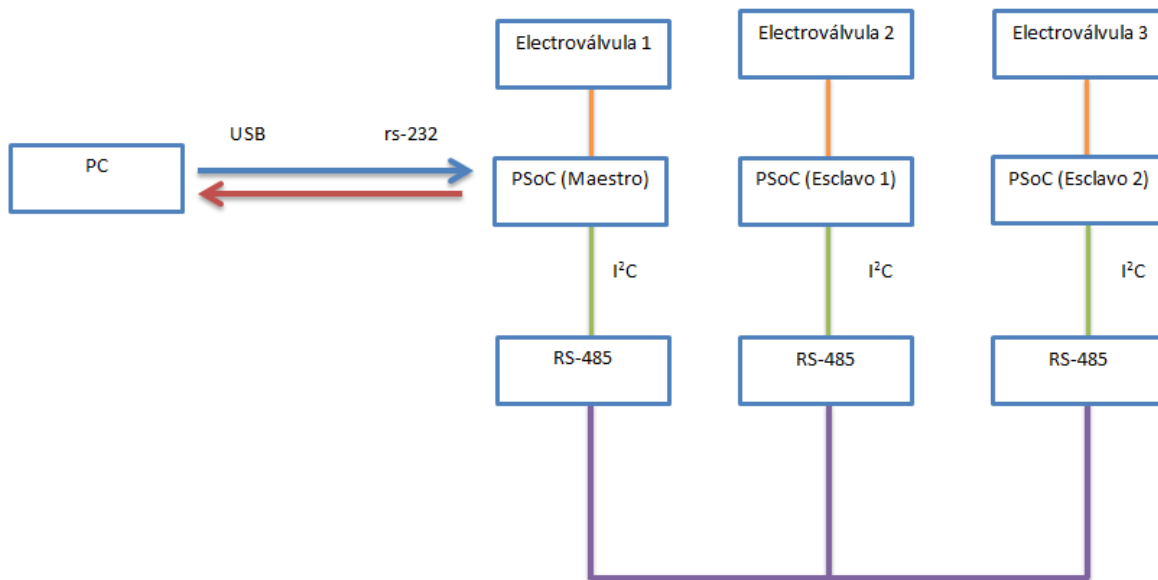 Electroválvula 1
Electroválvula 2
Electroválvula 3
USB
rs-232
PC
PSoC (Maestro)
PSoC (Esclavo 1)
PSoC (Esclavo 2)
I²C
I²C
I²C
RS-485
RS-485
RS-485